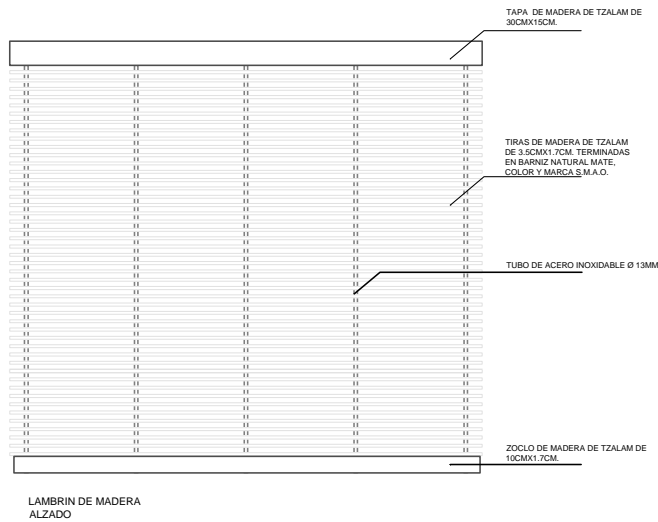 TAPA DE MADERA DE TZALAM DE
30CMX15CM.
TIRAS DE MADERA DE TZALAM
DE 3.5CMX1.7CM. TERMINADAS
EN BARNIZ NATURAL MATE,
COLOR Y MARCA S.M.A.O.
TUBO DE ACERO INOXIDABLE Ø 13MM
ZOCLO DE MADERA DE TZALAM DE
10CMX1.7CM.
LAMBRIN DE MADERA
ALZADO